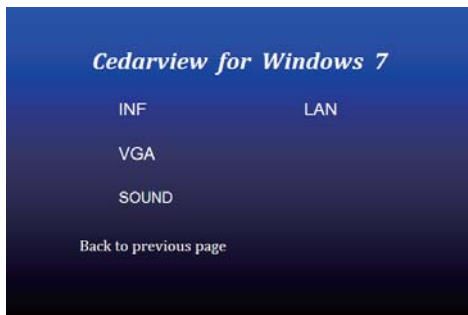 Cedarview for Windows 7
INF LAN
VGA
SOUND
Back to previous page